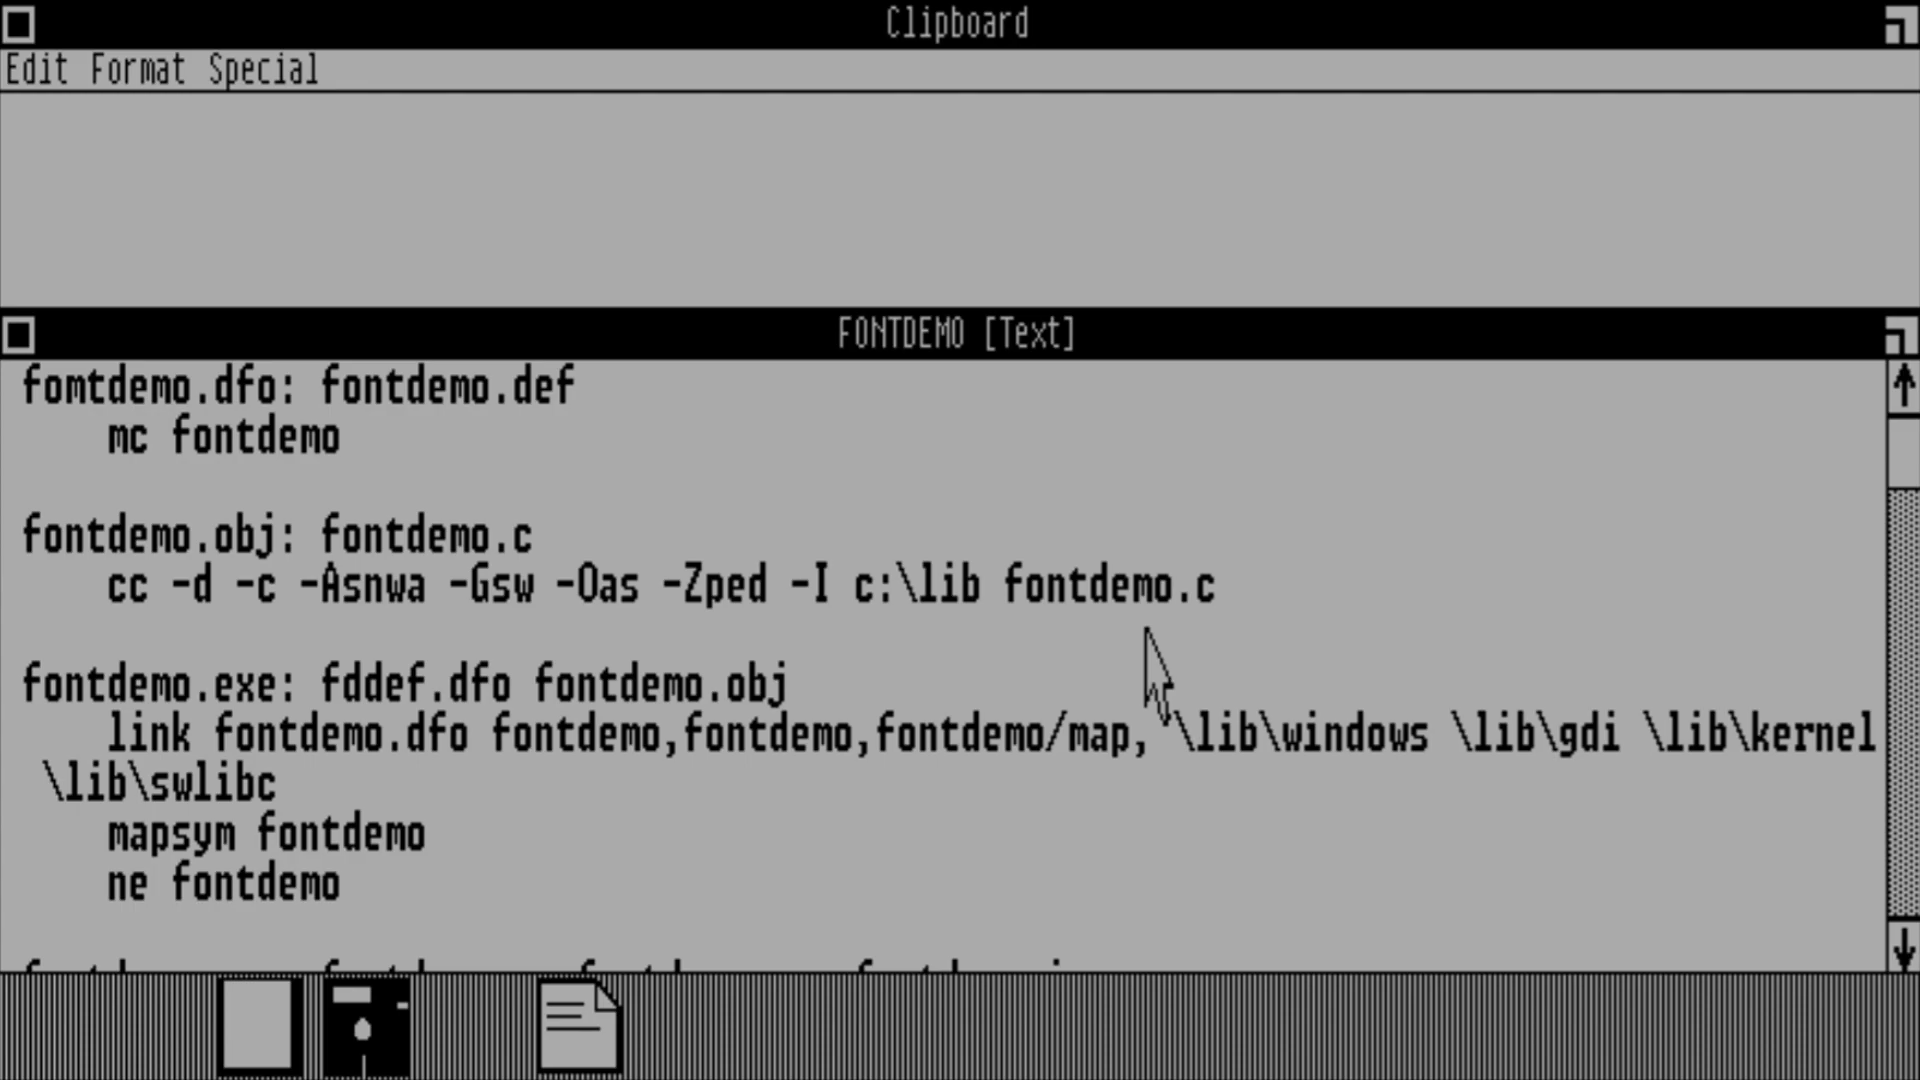 Clipboard
Edit Format Special
FONTDEMO [Text]
fomtdemo.dfo: fontdemo.def
mc fontdemo
fontdemo.obj: fontdemo.c
cc -d -c -Asnwa -Gsw -Oas -Zped -I c:\lib fontdemo.c
fontdemo.exe: fddef.dfo fontdemo.obj
link fontdemo.dfo fontdemo,fontdemo,fontdemo/map, \lib\windows \lib\gdi \lib\kernel
\lib\swlibc
mapsym fontdemo
ne fontdemo